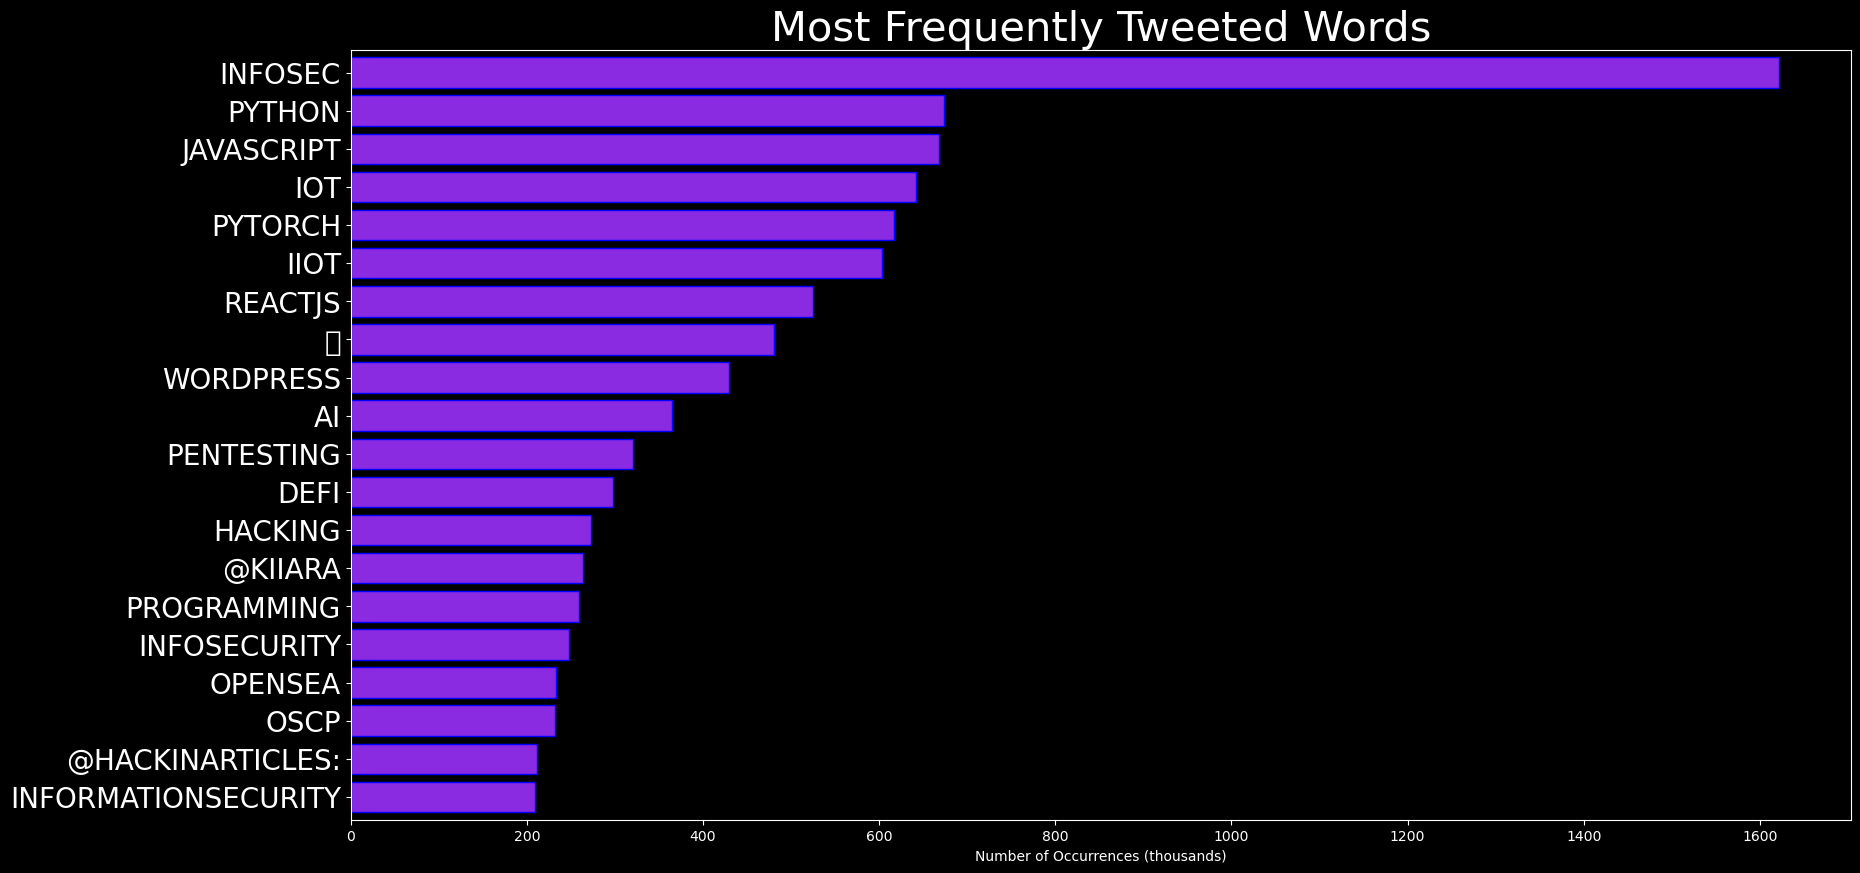 Most Frequently Tweeted Words
INFOSEC
PYTHON
JAVASCRIPT
IOT
PYTORCH
IIOT
REACTJS
WORDPRESS
AI
PENTESTING
DEFI
HACKING
@KIIARA
PROGRAMMING
INFOSECURITY
OPENSEA
OSCP
@HACKINARTICLES:
INFORMATIONSECURITY
0 200 400 600 800 1000 1200 1400 1600
Number of Occurrences (thousands)